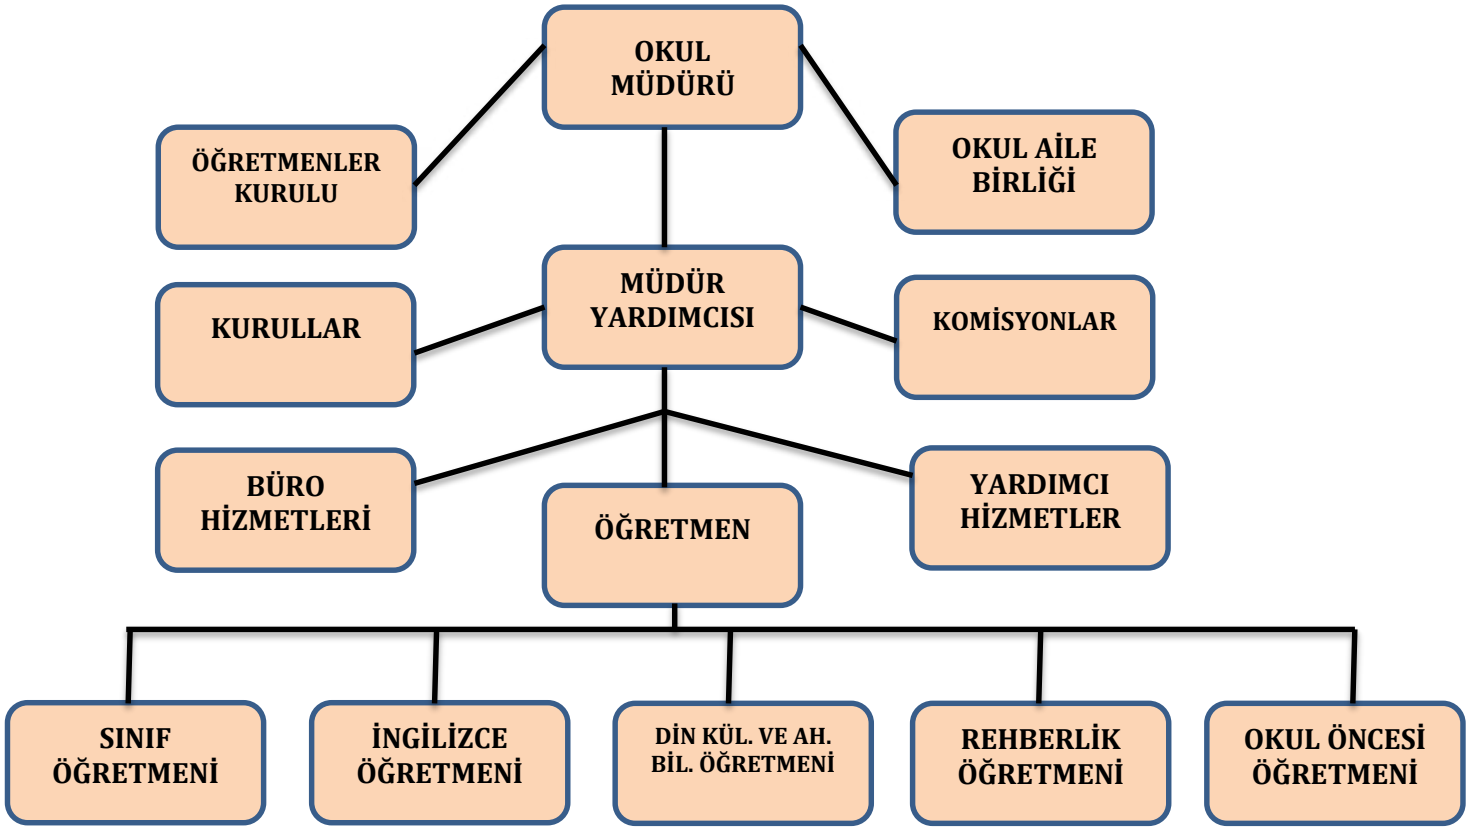 OKUL
MÜDÜRÜ
ÖĞRETMENLER
KURULU
OKUL AİLE
BİRLİĞİ
MÜDÜR
YARDIMCISI
KURULLAR
KOMİSYONLAR
BÜRO
HİZMETLERİ
ÖĞRETMEN
YARDIMCI
HİZMETLER
SINIF
ÖĞRETMENİ
İNGİLİZCE
ÖĞRETMENİ
DİN KÜL. VE AH.
BİL. ÖĞRETMENİ
REHBERLİK
ÖĞRETMENİ
OKUL ÖNCESİ
ÖĞRETMENİ